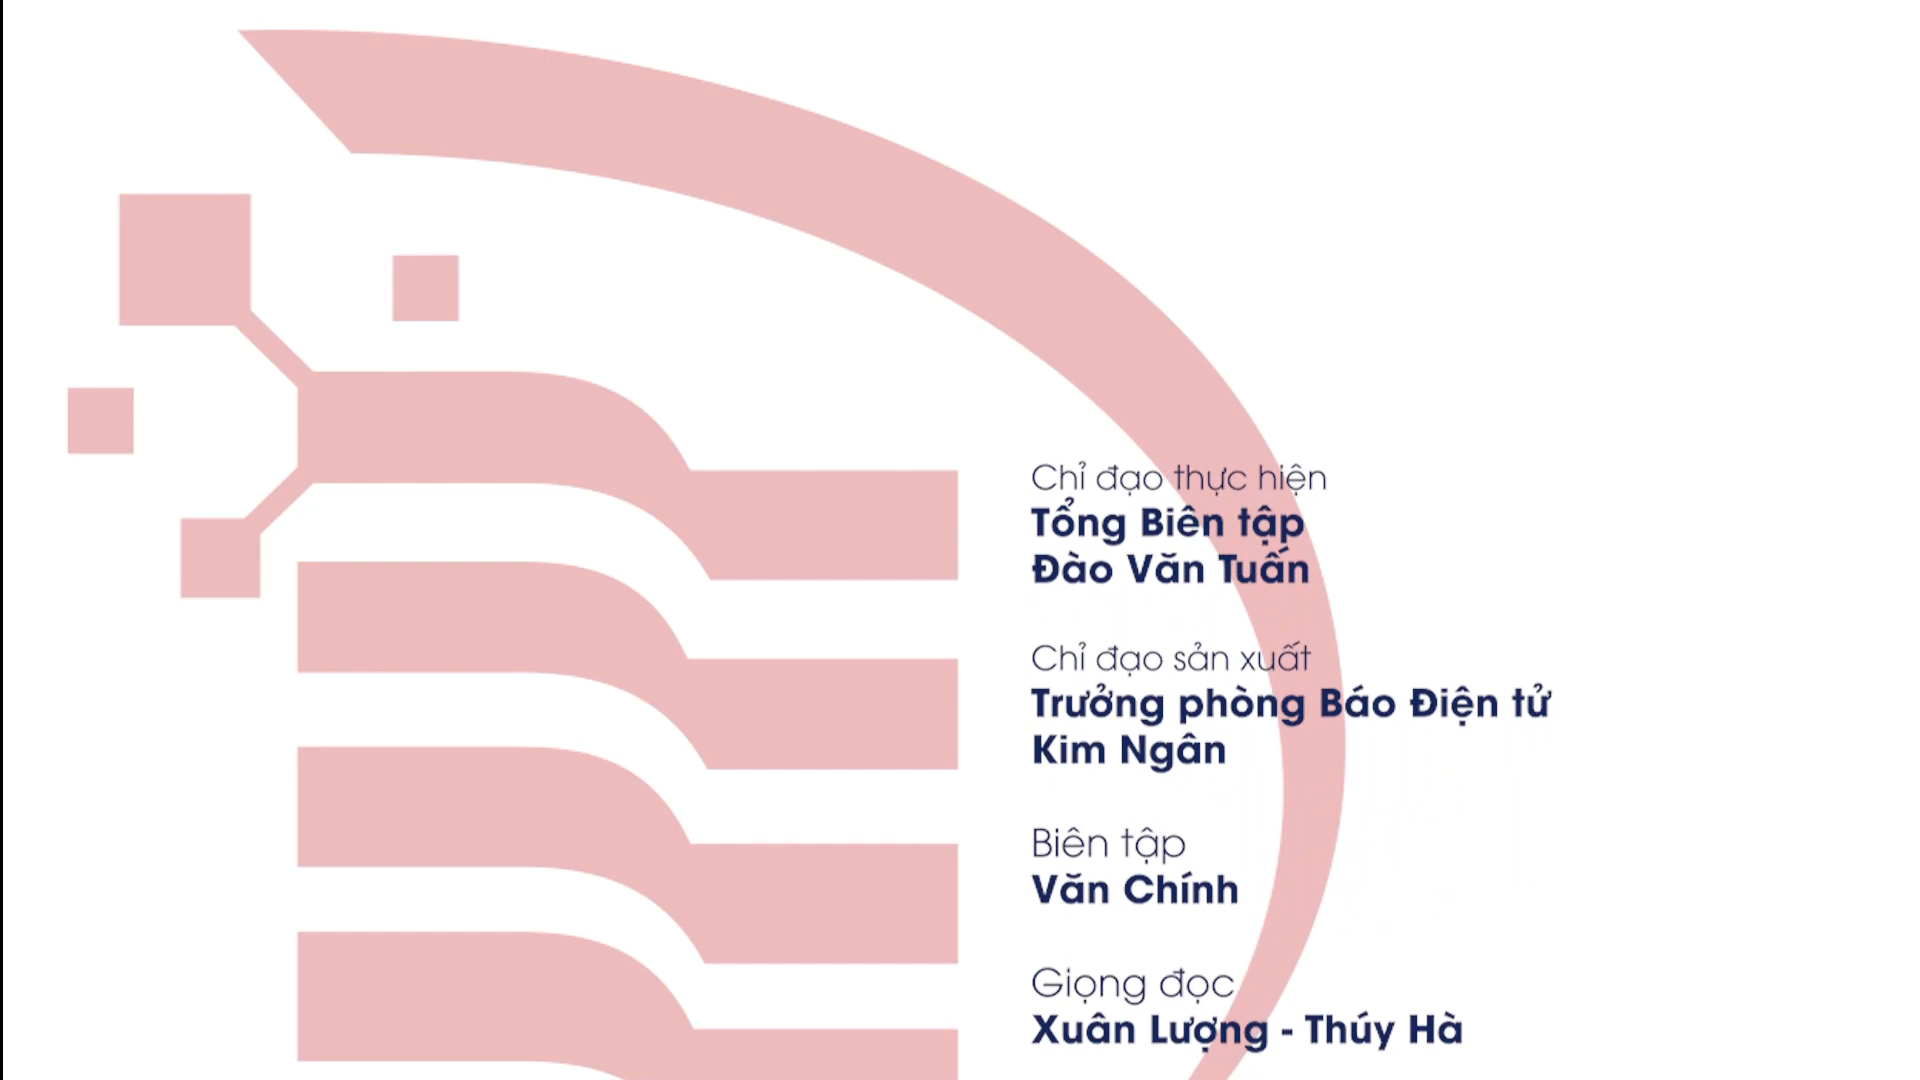 Chỉ đạo thực hiện
Tổng Biên tập
Đào Văn Tuấn
Chỉ đạo sản xuất
Trưởng phòng Báo Điện tử
Kim Ngân
Biên tập
Văn Chính
Giọng đọc
Xuân Lượng - Thúy Hà